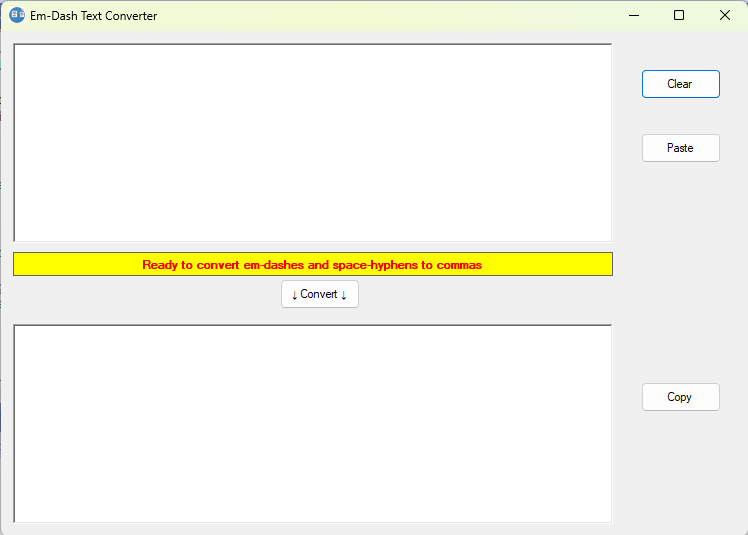 Em-Dash Text Converter
Clear
Paste
Ready to convert em-dashes and space-hyphens to commas
↓ Convert ↓
Copy